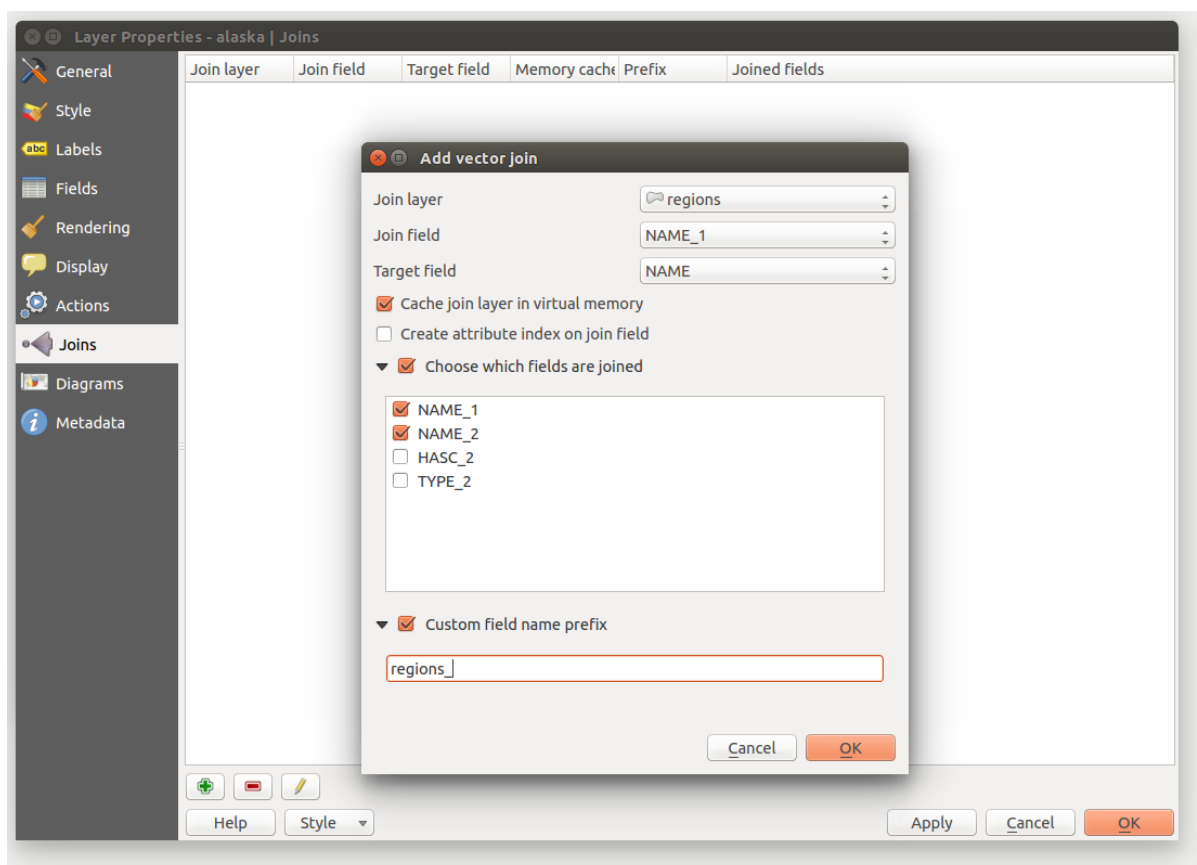 Layer Properties - alaska | Joins
General
Style
Labels
Fields
Rendering
Display
Actions
Joins
Diagrams
Metadata
Join layer Join field Target field Memory cache Prefix Joined fields
Add vector join
Join layer regions
Join field NAME_1
Target field NAME
Cache join layer in virtual memory
Create attribute index on join field
Choose which fields are joined
NAME_1
NAME_2
HASC_2
TYPE_2
Custom field name prefix
regions_
Cancel OK
Help Style Apply Cancel OK
abc
i